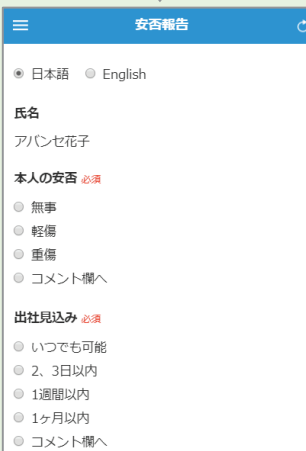 安否報告
日本語 English
氏名
アバンセ花子
本人の安否 必須
無事
軽傷
重傷
コメント欄へ
出社見込み 必須
いつでも可能
2、3日以内
1週間以内
1ヶ月以内
コメント欄へ